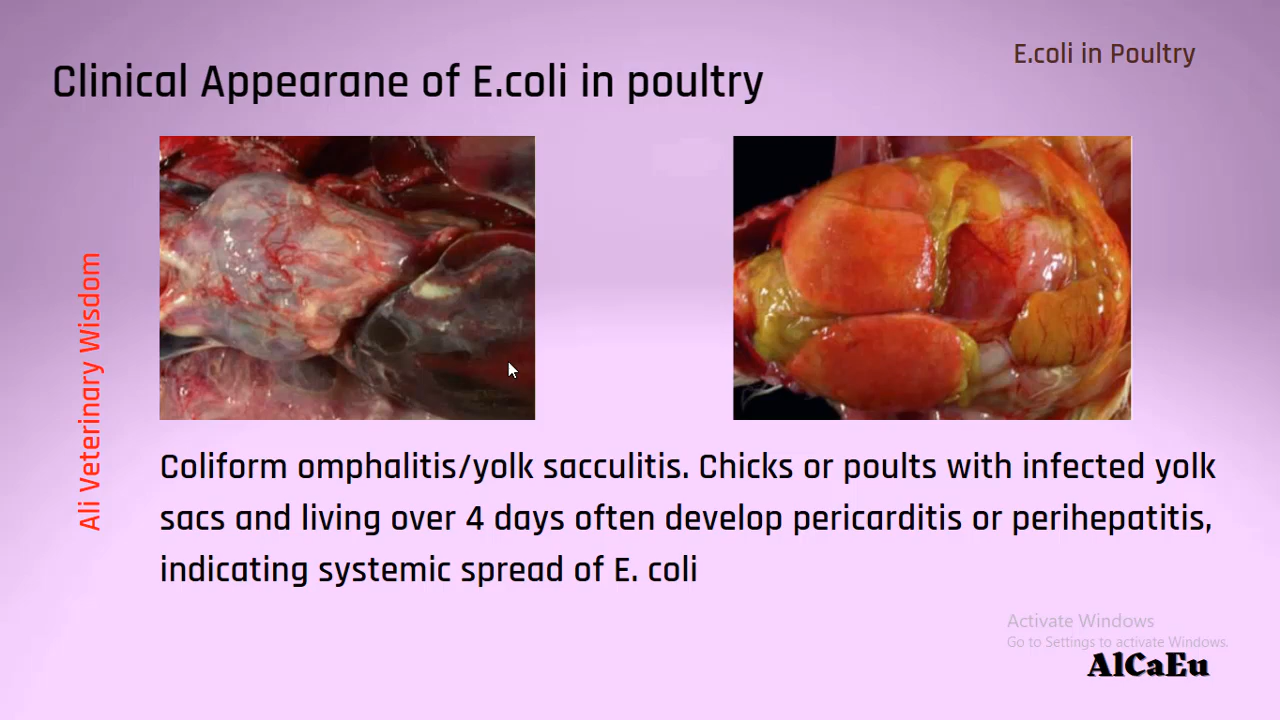 E.coli in Poultry
Clinical Appearane of E.coli in poultry
Ali Veterinary Wisdom
Coliform omphalitis/yolk sacculitis. Chicks or poults with infected yolk
sacs and living over 4 days often develop pericarditis or perihepatitis,
indicating systemic spread of E. coli
Activate Windows
Go to Settings to activate Windows.
AlCaEu